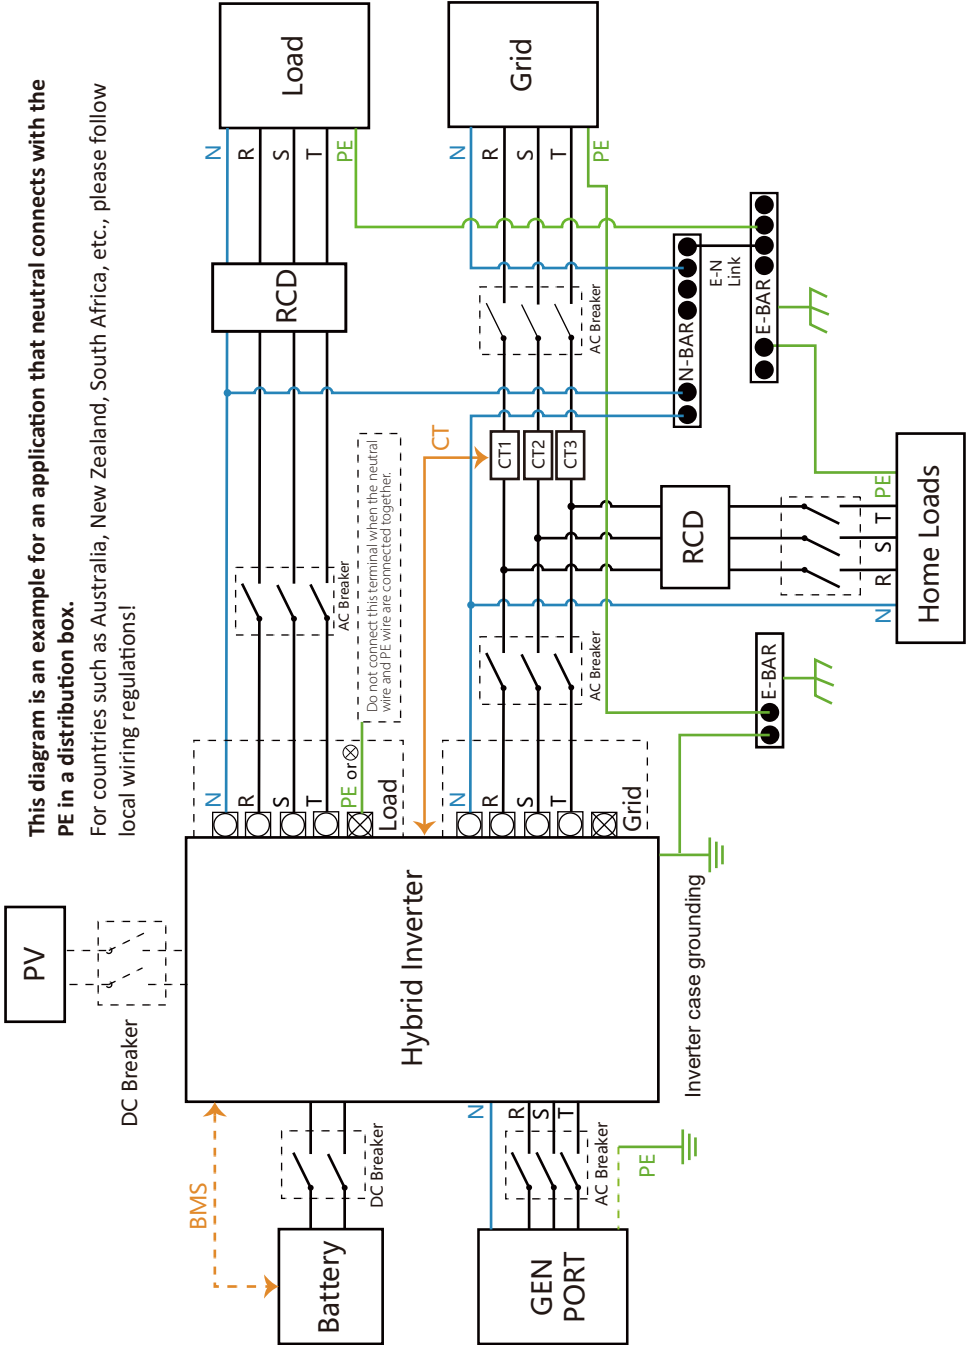 This diagram is an example for an application that neutral connects with the
PE in a distribution box.
For countries such as Australia, New Zealand, South Africa, etc., please follow
local wiring regulations!
PV
DC Breaker
BMS
Battery
DC Breaker
Hybrid Inverter
N
R
S
T
PE or
Load
AC Breaker
Do not connect this terminal when the neutral
wire and PE wire are connected together.
RCD
N
R
S
T
PE
Load
CT
N
R
S
T
Grid
AC Breaker
CT1
CT2
CT3
AC Breaker
N
R
S
T
PE
Grid
N-BAR
E-N
Link
E-BAR
RCD
N
R
S
T
PE
Home Loads
E-BAR
Inverter case grounding
N
R
S
T
AC Breaker
PE
GEN
PORT